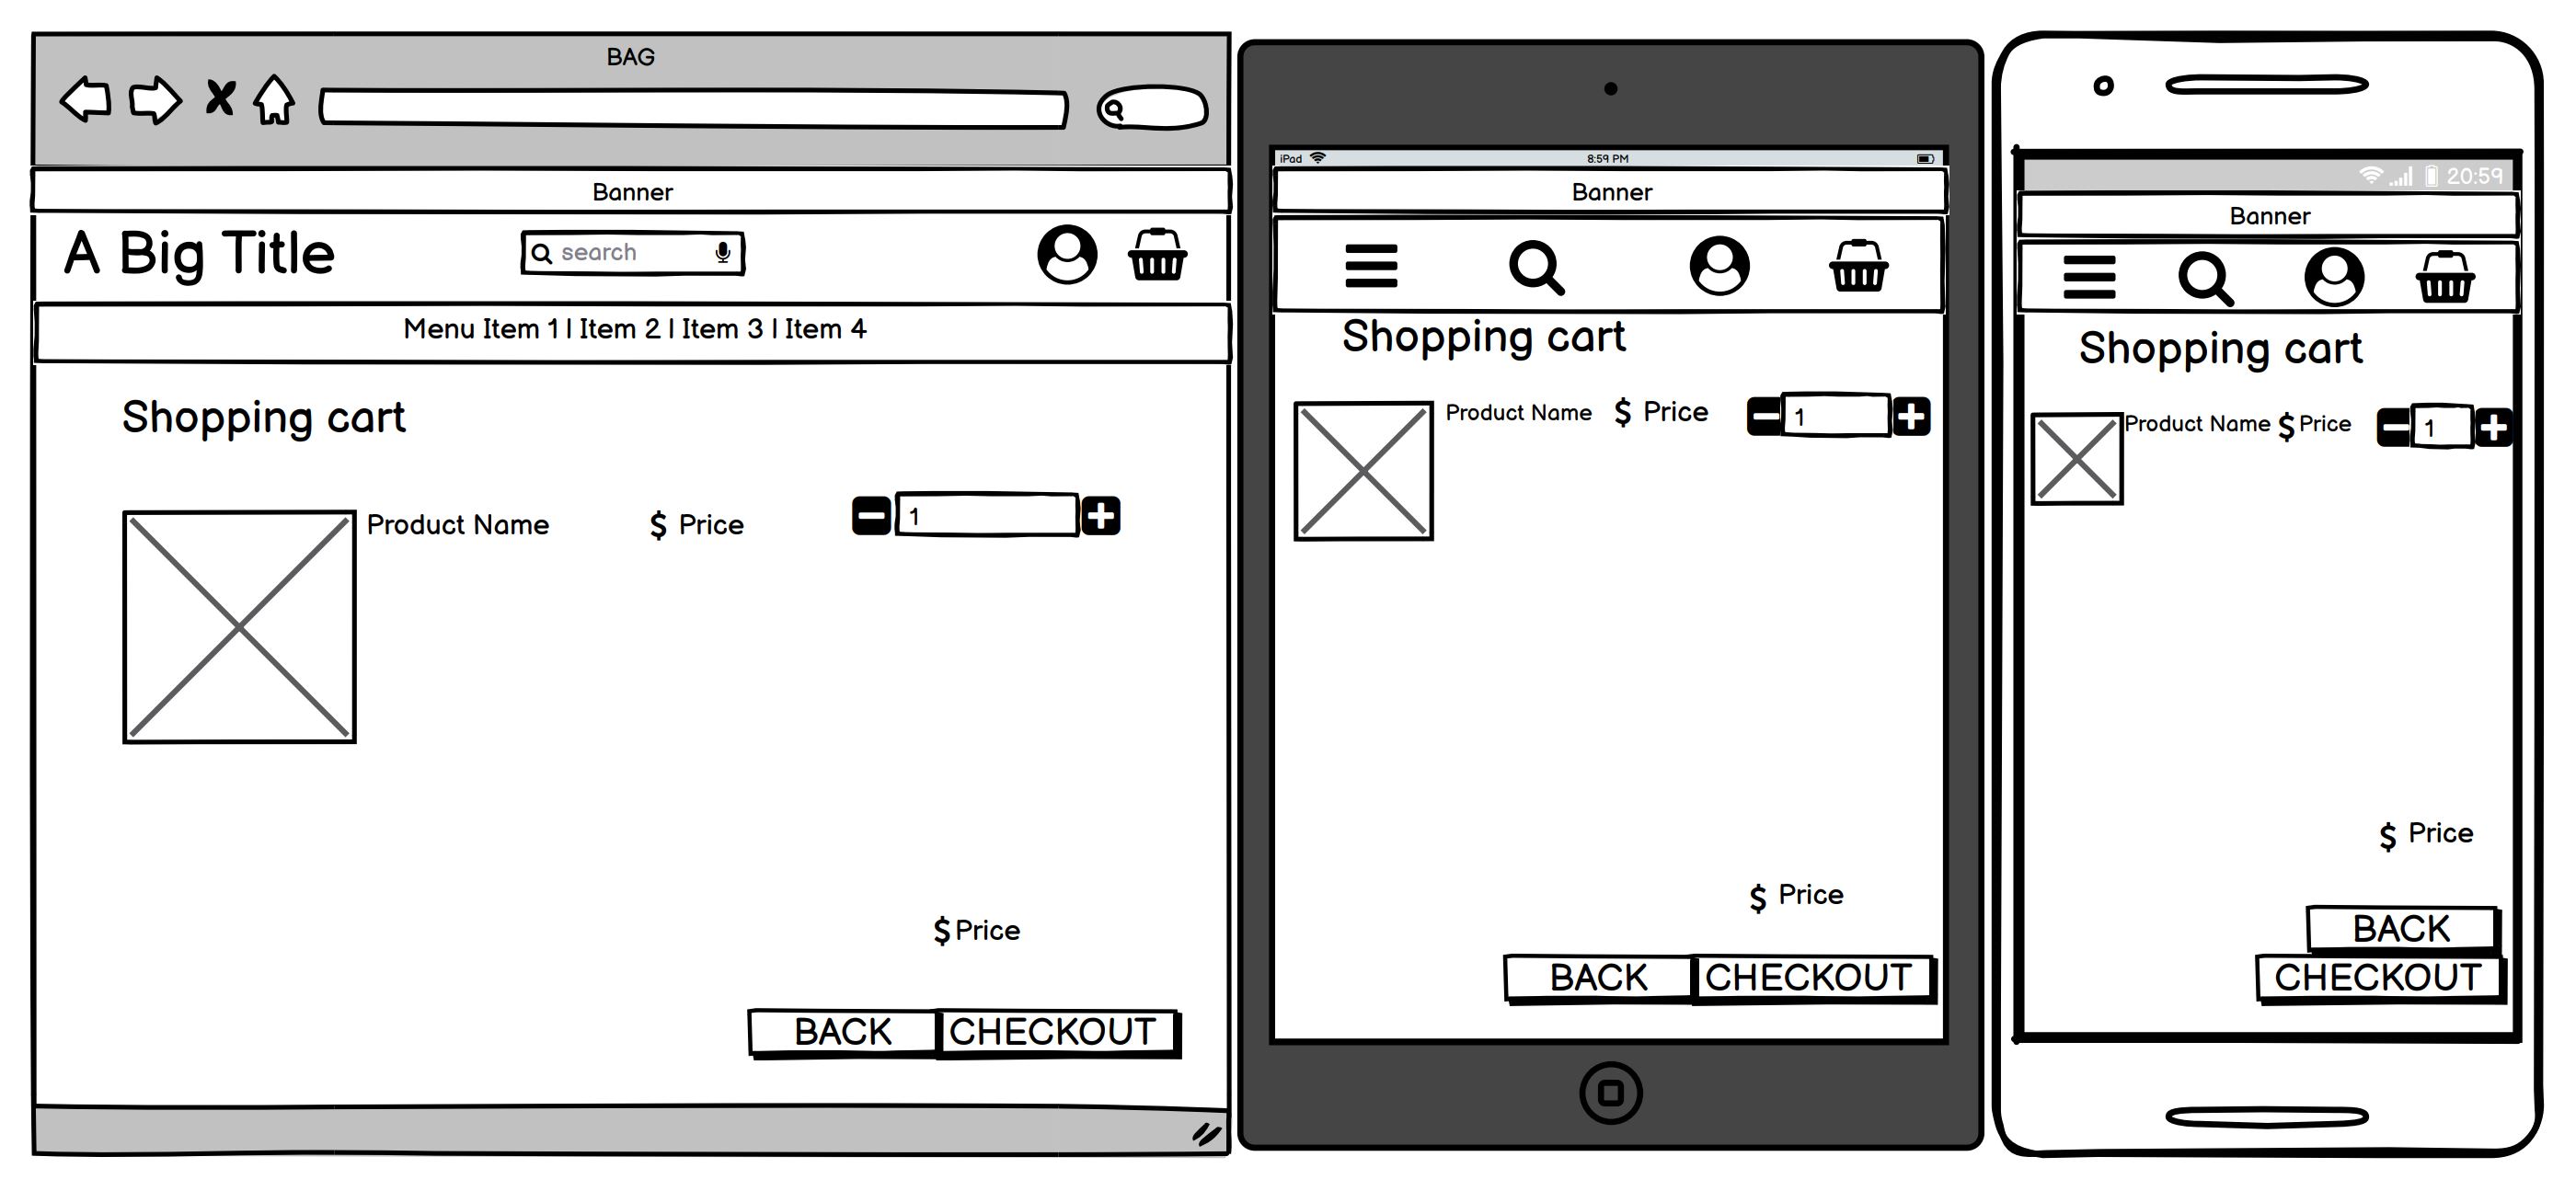 BAG
Banner
A Big Title
search
Menu Item 1 | Item 2 | Item 3 | Item 4
Shopping cart
Product Name $ Price 1
$ Price
BACK CHECKOUT
iPad 8:59 PM
Banner
Shopping cart
Product Name $ Price 1
$ Price
BACK CHECKOUT
20:59
Banner
Shopping cart
Product Name $ Price 1
$ Price
BACK
CHECKOUT